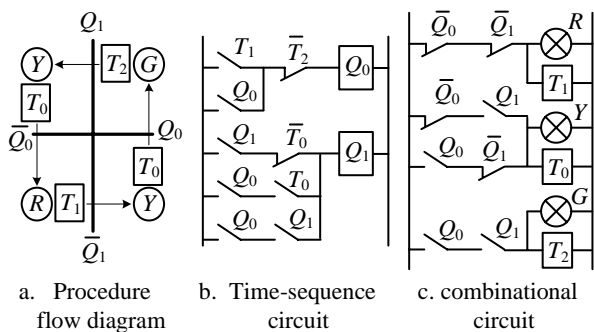 Q₁
Y T₂ G
T₀
Q̅₀ Q₀
T₀
R T₁ Y
Q̅₁
a. Procedure
flow diagram
T₁ T̅₂ Q₀
Q₀
Q₁ T̅₀ Q₁
Q₀ T₀
Q₀ Q₁
b. Time-sequence
circuit
Q̅₀ Q̅₁ R
T₁
Q̅₀ Q₁ Y
Q₀ Q̅₁ T₀
G
Q₀ Q₁ T₂
c. combinational
circuit